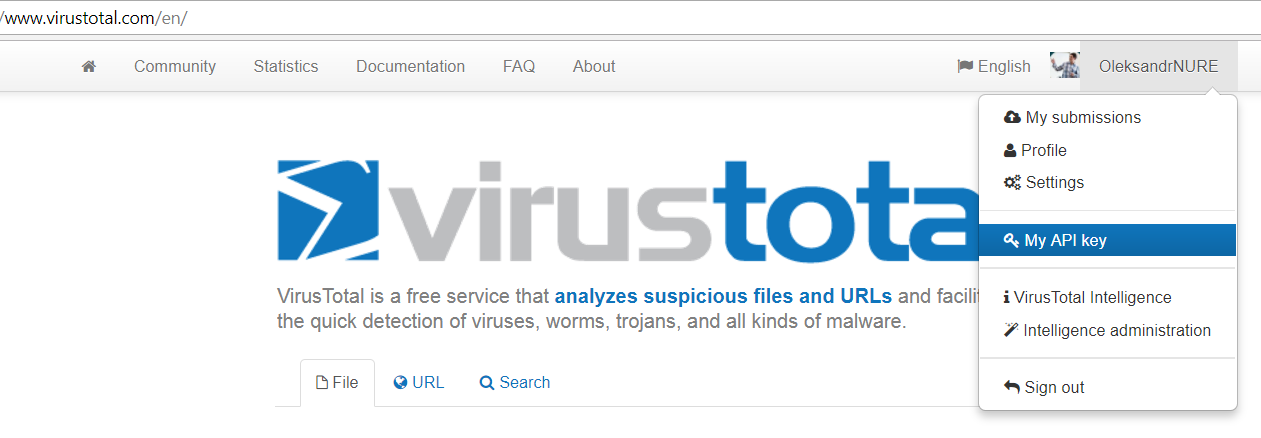 /www.virustotal.com/en/
Community Statistics Documentation FAQ About English OleksandrNURE
My submissions
Profile
Settings
My API key
VirusTotal Intelligence
Intelligence administration
Sign out
virustota
VirusTotal is a free service that analyzes suspicious files and URLs and facilit
the quick detection of viruses, worms, trojans, and all kinds of malware.
File URL Search